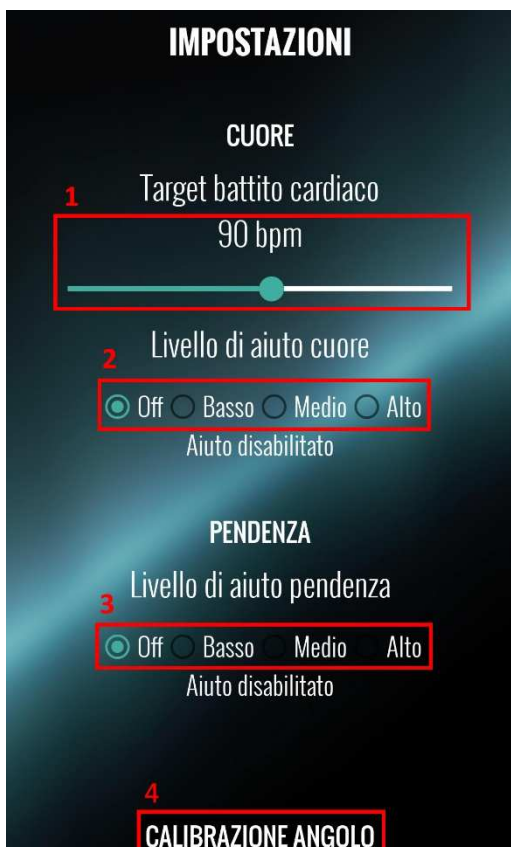 IMPOSTAZIONI
CUORE
Target battito cardiaco
1
90 bpm
2
Livello di aiuto cuore
Off Basso Medio Alto
Aiuto disabilitato
PENDENZA
Livello di aiuto pendenza
3
Off Basso Medio Alto
Aiuto disabilitato
4
CALIBRAZIONE ANGOLO